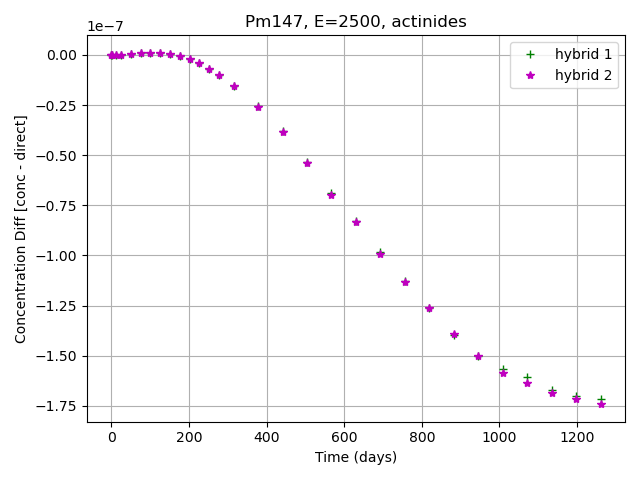 Pm147, E=2500, actinides
1e−7
hybrid 1
hybrid 2
0.00
−0.25
−0.50
−0.75
−1.00
−1.25
−1.50
−1.75
Concentration Diff [conc - direct]
0 200 400 600 800 1000 1200
Time (days)